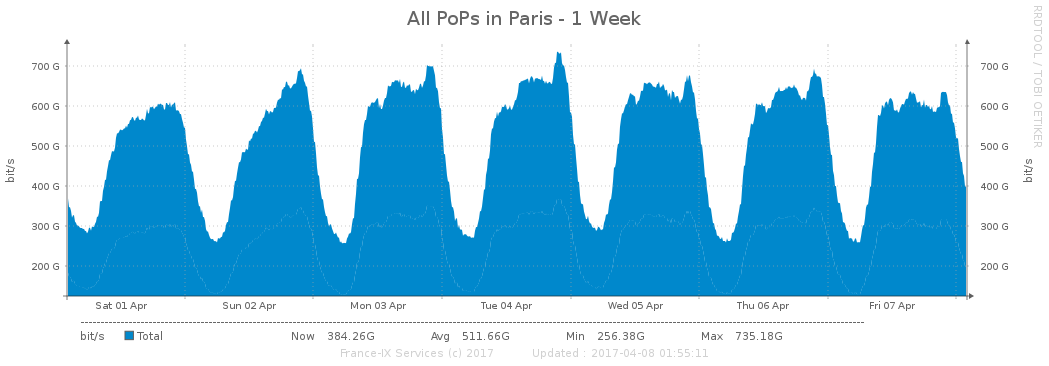 All PoPs in Paris - 1 Week
RRDTOOL / TOBI OETIKER
bit/s
700 G
600 G
500 G
400 G
300 G
200 G
700 G
600 G
500 G
400 G
300 G
200 G
bit/s
Sat 01 Apr Sun 02 Apr Mon 03 Apr Tue 04 Apr Wed 05 Apr Thu 06 Apr Fri 07 Apr
bit/s Total Now 384.26G Avg 511.66G Min 256.38G Max 735.18G
France-IX Services (c) 2017 Updated : 2017-04-08 01:55:11